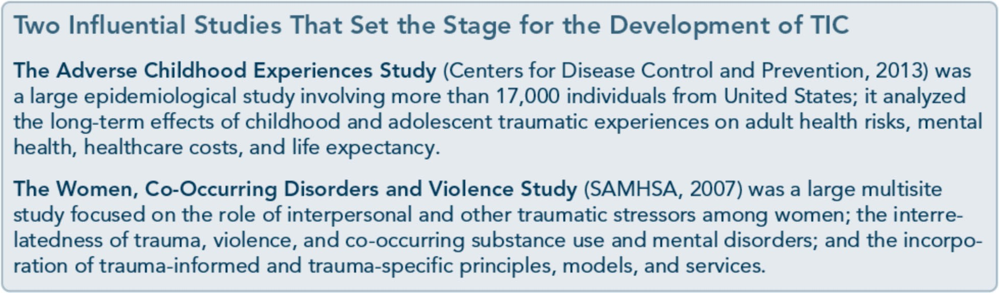 Two Influential Studies That Set the Stage for the Development of TIC
The Adverse Childhood Experiences Study (Centers for Disease Control and Prevention, 2013) was
a large epidemiological study involving more than 17,000 individuals from United States; it analyzed
the long-term effects of childhood and adolescent traumatic experiences on adult health risks, mental
health, healthcare costs, and life expectancy.
The Women, Co-Occurring Disorders and Violence Study (SAMHSA, 2007) was a large multisite
study focused on the role of interpersonal and other traumatic stressors among women; the interre-
latedness of trauma, violence, and co-occurring substance use and mental disorders; and the incorpo-
ration of trauma-informed and trauma-specific principles, models, and services.